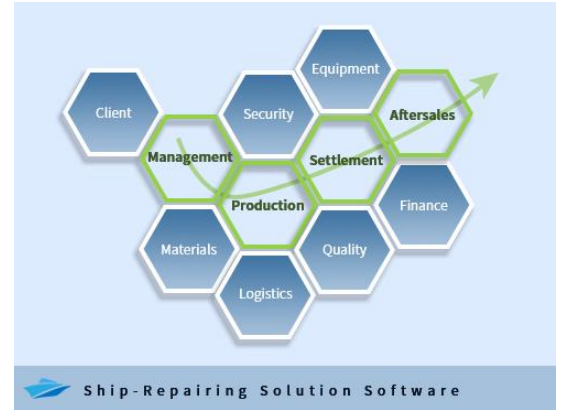 Equipment
Client
Security
Aftersales
Management
Settlement
Production
Finance
Materials
Quality
Logistics
Ship-Repairing Solution Software